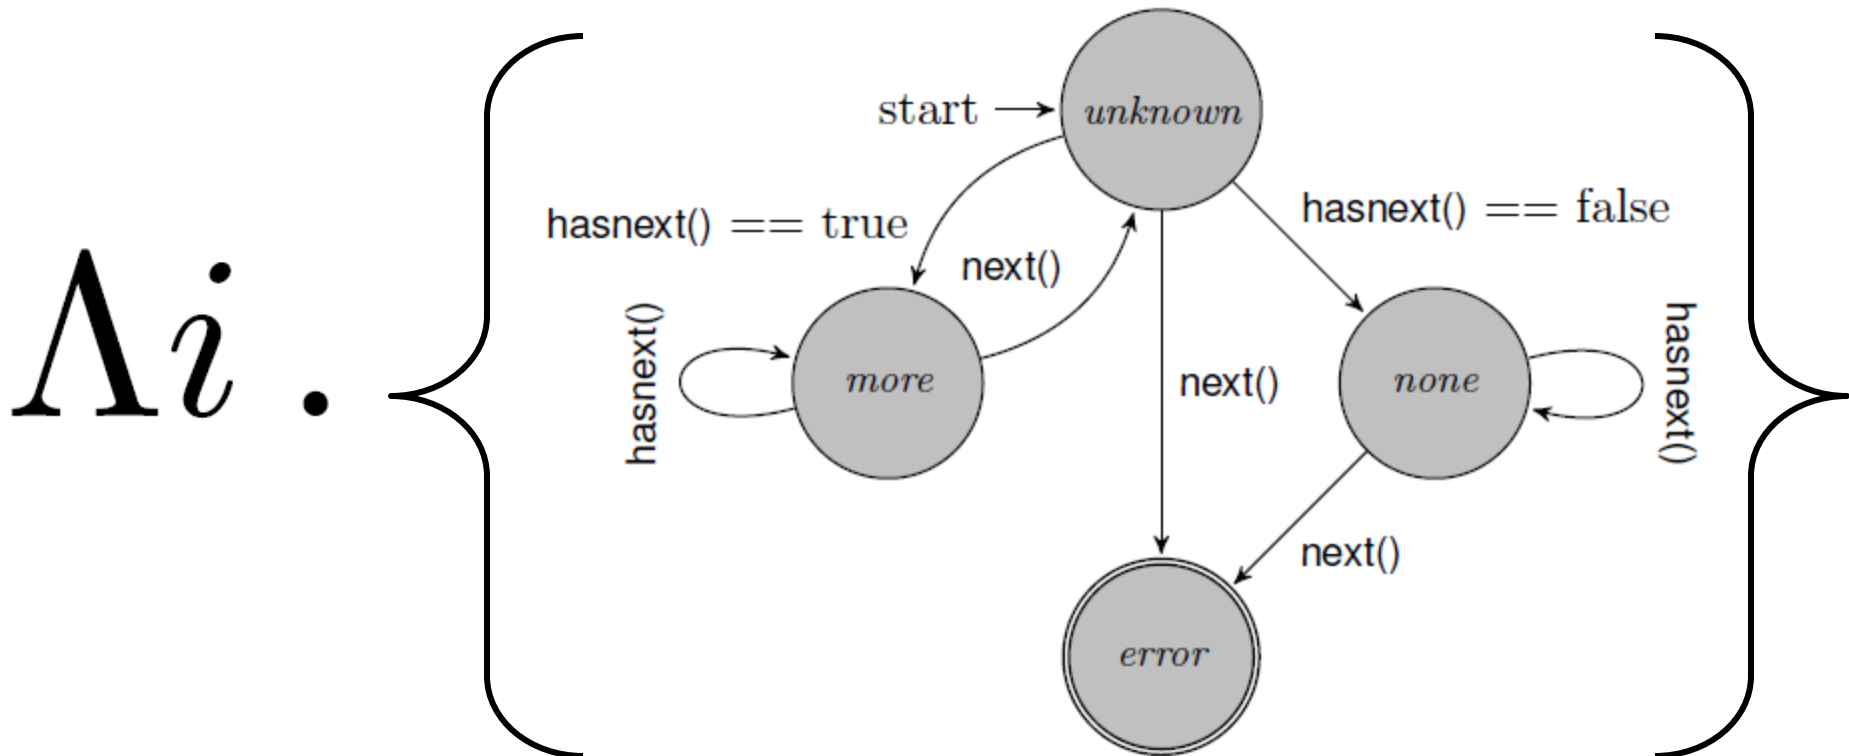 start
unknown
hasnext() == true
hasnext() == false
next()
Λi .
hasnext()
more
next()
none
hasnext()
next()
error